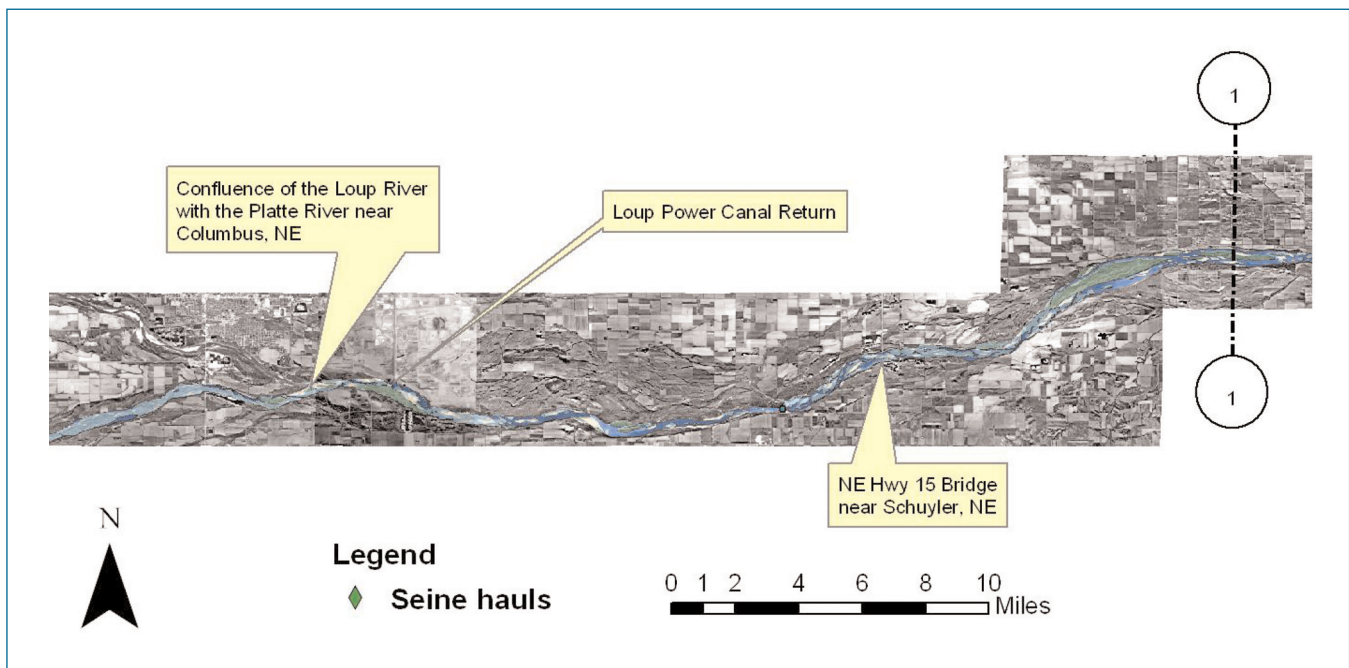 1
Confluence of the Loup River
with the Platte River near
Columbus, NE
Loup Power Canal Return
1
NE Hwy 15 Bridge
near Schuyler, NE
N
Legend
Seine hauls
0 1 2 4 6 8 10
Miles